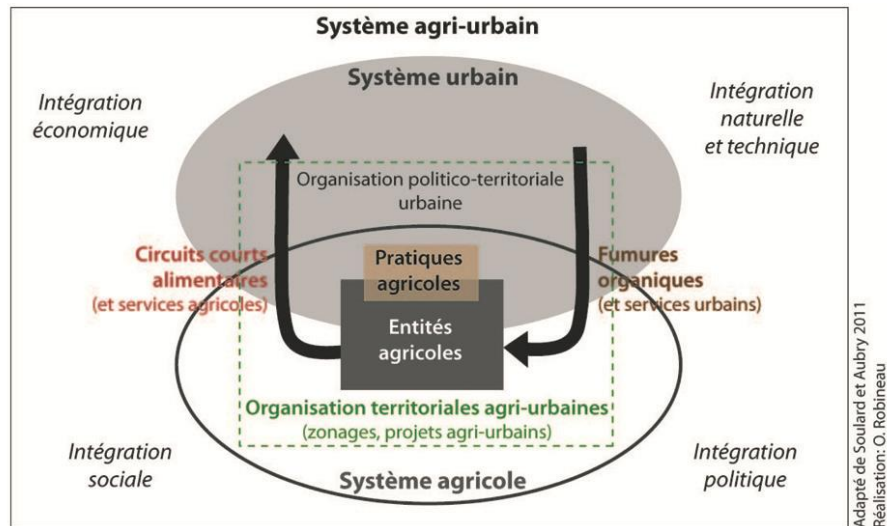 Système agri-urbain
Système urbain
Intégration
économique
Intégration
naturelle
et technique
Organisation politico-territoriale
urbaine
Circuits courts
alimentaires
(et services agricoles)
Pratiques
agricoles
Fumures
organiques
(et services urbains)
Entités
agricoles
Organisation territoriales agri-urbaines
(zonages, projets agri-urbains)
Intégration
sociale
Système agricole
Intégration
politique
Adapté de Soulard et Aubry 2011
Réalisation: O. Robineau